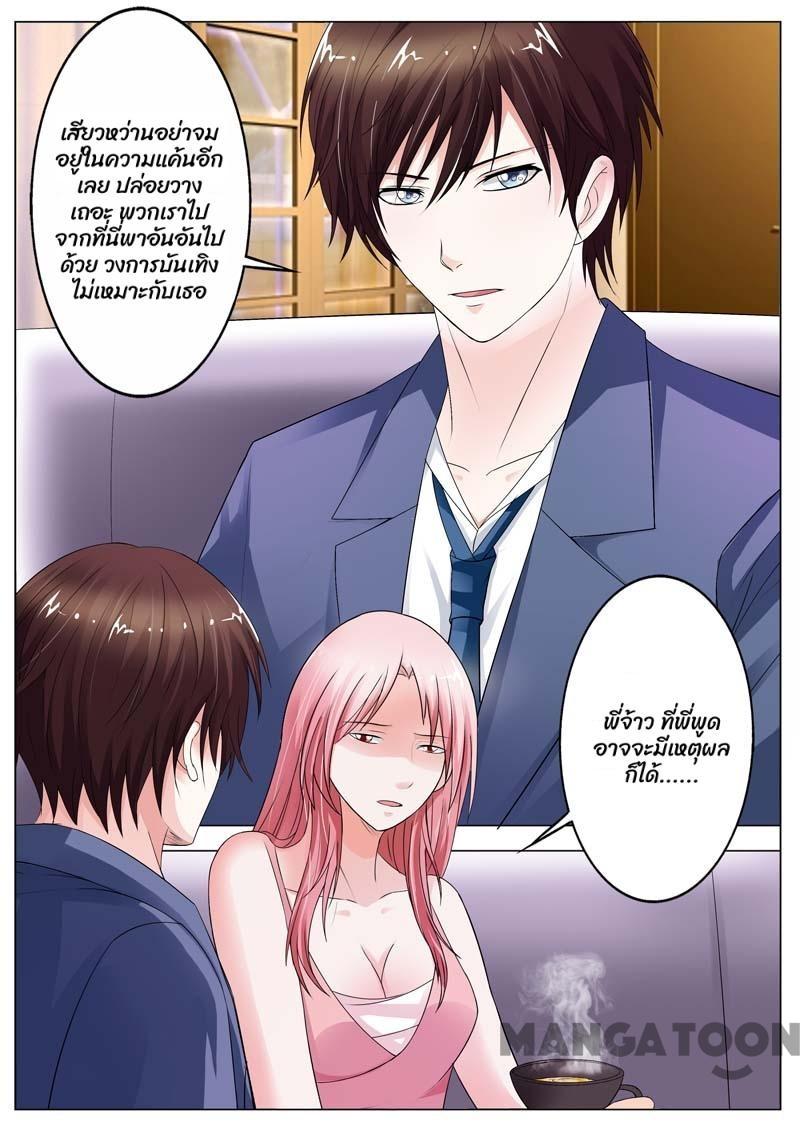 เสียวหว่านอย่าจม
อยู่ในความแค้นอีก
เลย ปล่อยวาง
เถอะ พวกเราไป
จากที่นี่พาอันอันไป
ด้วย วงการบันเทิง
ไม่เหมาะกับเธอ
พี่จ้าว ที่พี่พูด
อาจจะมีเหตุผล
ก็ได้......
MANGATOON